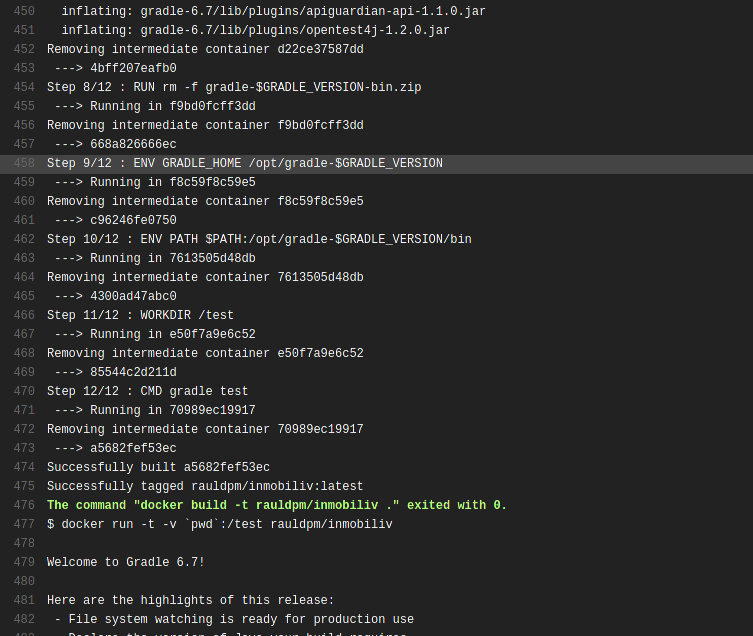 450 inflating: gradle-6.7/lib/plugins/apiguardian-api-1.1.0.jar
451 inflating: gradle-6.7/lib/plugins/opentest4j-1.2.0.jar
452 Removing intermediate container d22ce37587dd
453 ---> 4bff207eafb0
454 Step 8/12 : RUN rm -f gradle-$GRADLE_VERSION-bin.zip
455 ---> Running in f9bd0fcff3dd
456 Removing intermediate container f9bd0fcff3dd
457 ---> 668a826666ec
458 Step 9/12 : ENV GRADLE_HOME /opt/gradle-$GRADLE_VERSION
459 ---> Running in f8c59f8c59e5
460 Removing intermediate container f8c59f8c59e5
461 ---> c96246fe0750
462 Step 10/12 : ENV PATH $PATH:/opt/gradle-$GRADLE_VERSION/bin
463 ---> Running in 7613505d48db
464 Removing intermediate container 7613505d48db
465 ---> 4300ad47abc0
466 Step 11/12 : WORKDIR /test
467 ---> Running in e50f7a9e6c52
468 Removing intermediate container e50f7a9e6c52
469 ---> 85544c2d211d
470 Step 12/12 : CMD gradle test
471 ---> Running in 70989ec19917
472 Removing intermediate container 70989ec19917
473 ---> a5682fef53ec
474 Successfully built a5682fef53ec
475 Successfully tagged rauldpm/inmobiliv:latest
476 The command "docker build -t rauldpm/inmobiliv ." exited with 0.
477 $ docker run -t -v `pwd`:/test rauldpm/inmobiliv
478
479 Welcome to Gradle 6.7!
480
481 Here are the highlights of this release:
482 - File system watching is ready for production use
483 - Declare the version of Java your build requires